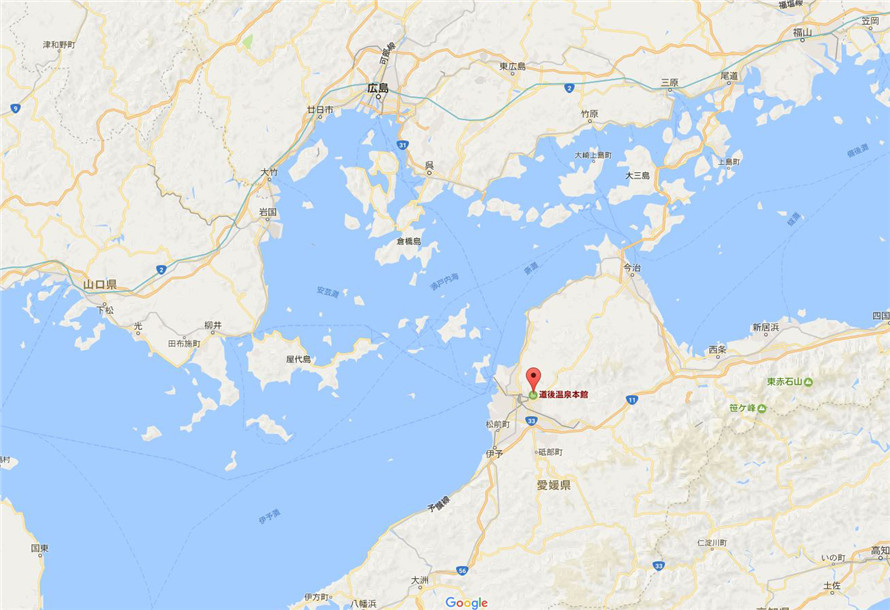 福塩線
笠岡
津和野町
可部線
福山
東広島
三原
尾道
広島
9
2
廿日市
竹原
31
呉
大崎上島町
上島町
備後灘
大竹
大三島
岩国
燧灘
倉橋島
2
今治
斎灘
瀬戸内海
山口県
安芸灘
下松
光
柳井
田布施町
四国
新居浜
西条
屋代島
東赤石山
道後温泉本館
11
笹ケ峰
松前町
33
伊予
砥部町
愛媛県
予讃線
伊予灘
国東
仁淀川町
高知
いの町
56
33
大洲
土佐
伊方町
八幡浜
Google
高知県